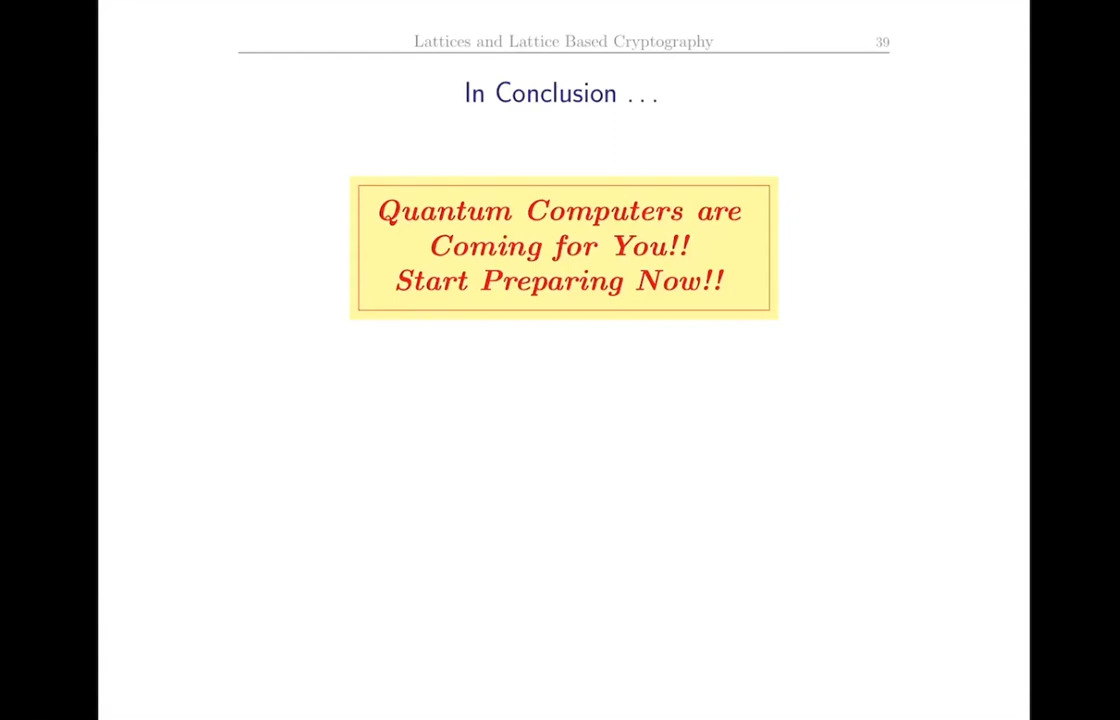 Lattices and Lattice Based Cryptography 39
In Conclusion . . .
Quantum Computers are
Coming for You!!
Start Preparing Now!!